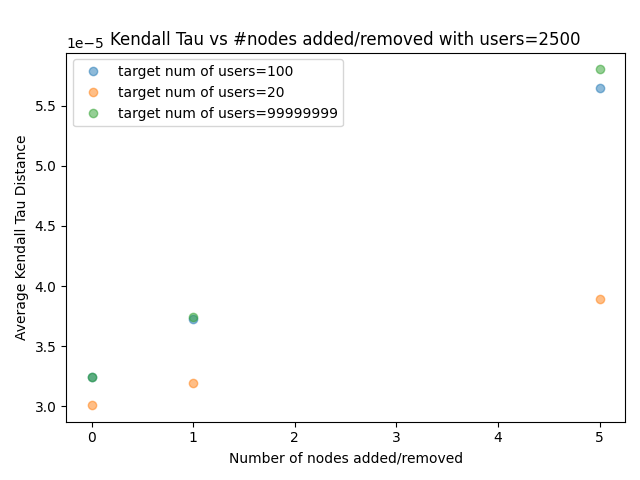 Kendall Tau vs #nodes added/removed with users=2500
1e−5
target num of users=100
target num of users=20
target num of users=99999999
5.5
5.0
4.5
4.0
3.5
3.0
Average Kendall Tau Distance
0 1 2 3 4 5
Number of nodes added/removed